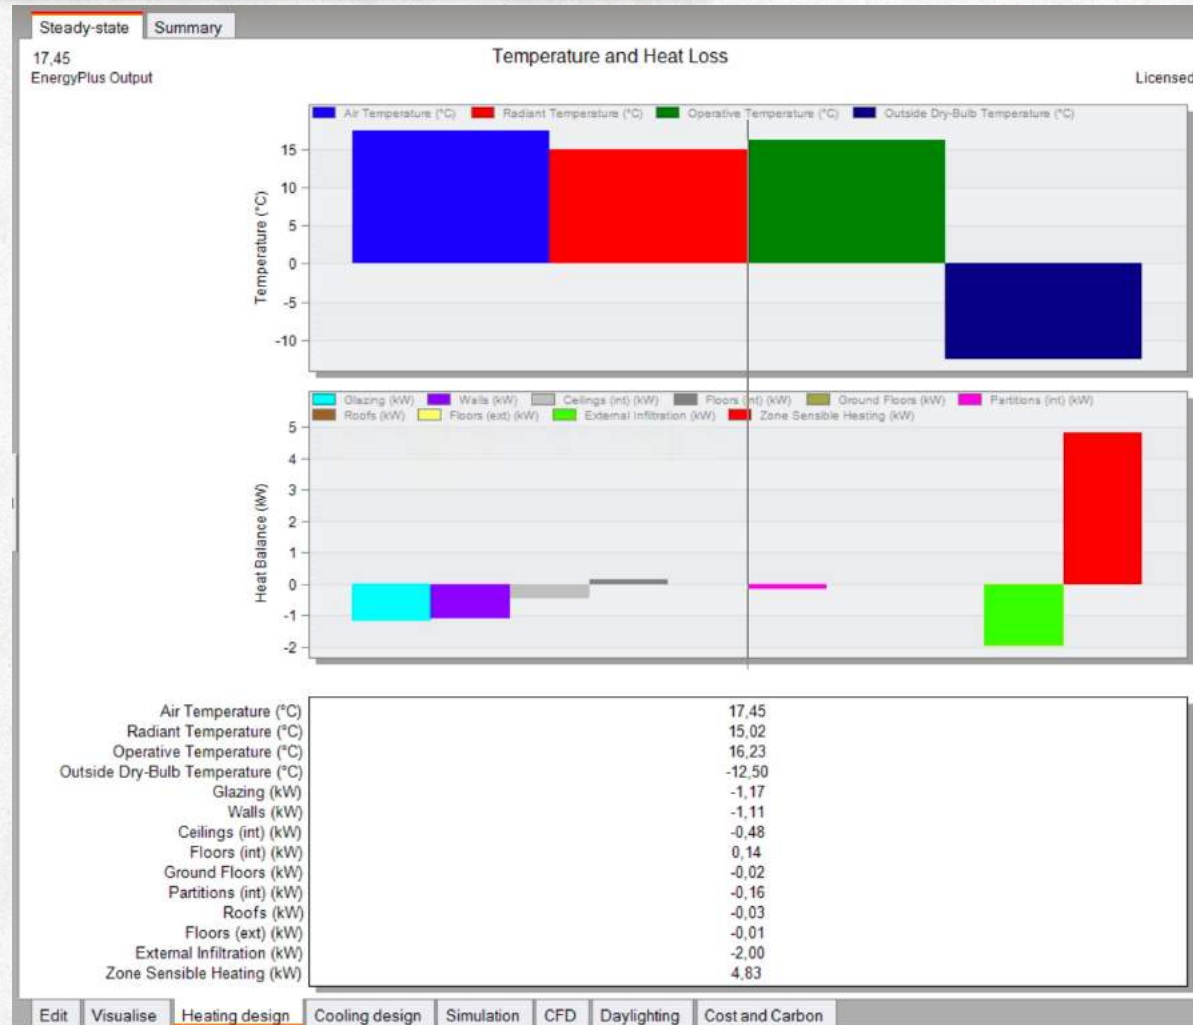 Steady-state Summary
17,45
Temperature and Heat Loss
EnergyPlus Output
Licensed
Air Temperature (°C) Radiant Temperature (°C) Operative Temperature (°C) Outside Dry-Bulb Temperature (°C)
Temperature (°C)
15
10
5
0
-5
-10
Glazing (kW) Walls (kW) Ceilings (int) (kW) Floors (int) (kW) Ground Floors (kW) Partitions (int) (kW)
Roofs (kW) Floors (ext) (kW) External Infiltration (kW) Zone Sensible Heating (kW)
Heat Balance (kW)
5
4
3
2
1
0
-1
-2
Air Temperature (°C) 17,45
Radiant Temperature (°C) 15,02
Operative Temperature (°C) 16,23
Outside Dry-Bulb Temperature (°C) -12,50
Glazing (kW) -1,17
Walls (kW) -1,11
Ceilings (int) (kW) -0,48
Floors (int) (kW) 0,14
Ground Floors (kW) -0,02
Partitions (int) (kW) -0,16
Roofs (kW) -0,03
Floors (ext) (kW) -0,01
External Infiltration (kW) -2,00
Zone Sensible Heating (kW) 4,83
Edit Visualise Heating design Cooling design Simulation CFD Daylighting Cost and Carbon